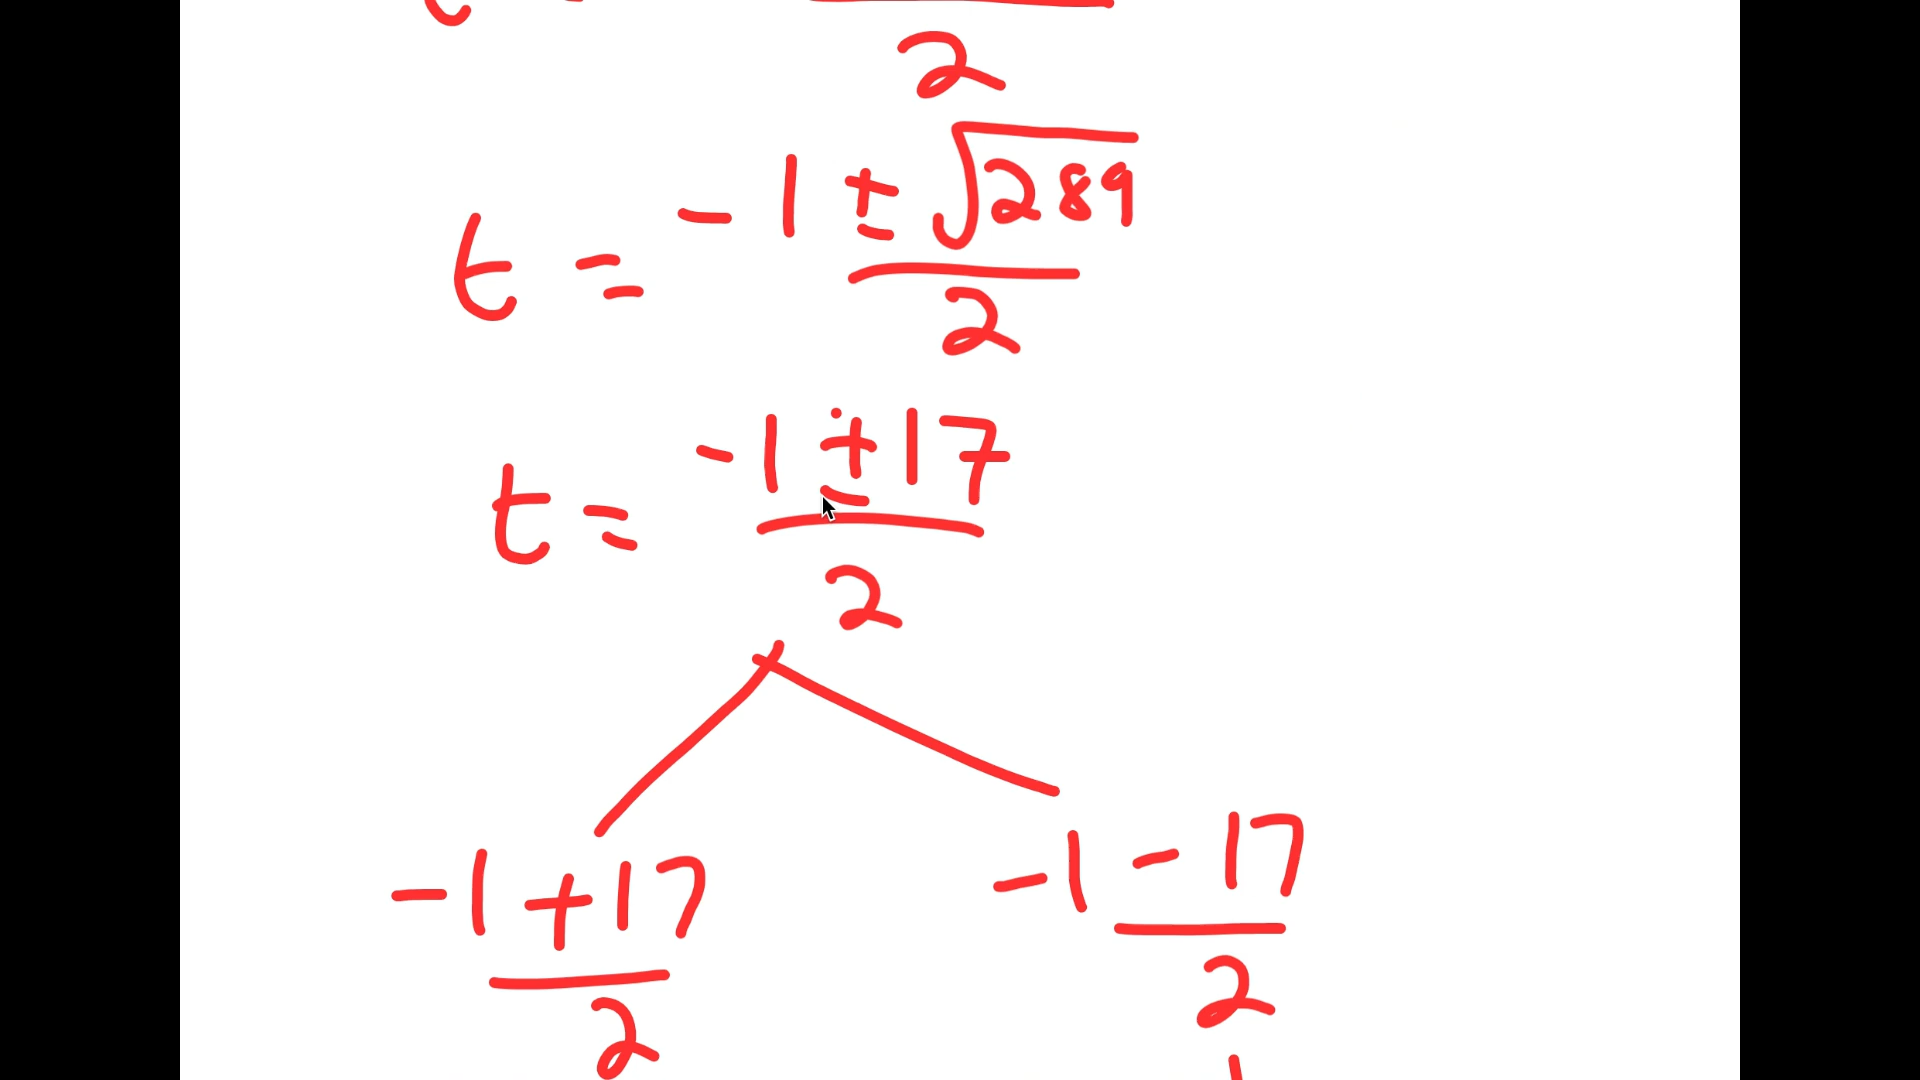 2
t = -1 ± √289
2
t = -1 ± 17
2
-1 + 17
2
-1 - 17
2